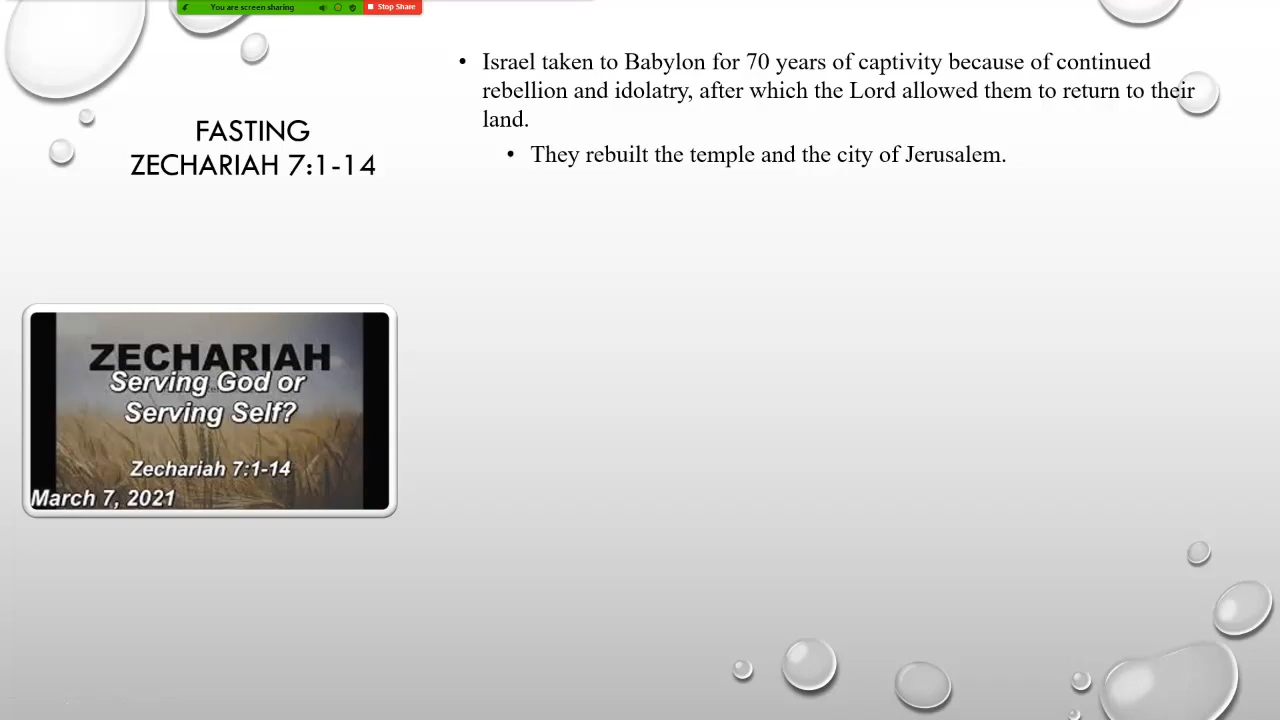 You are screen sharing
Stop Share
FASTING
ZECHARIAH 7:1-14
• Israel taken to Babylon for 70 years of captivity because of continued
rebellion and idolatry, after which the Lord allowed them to return to their
land.
• They rebuilt the temple and the city of Jerusalem.
ZECHARIAH
Serving God or
Serving Self?
Zechariah 7:1-14
March 7, 2021